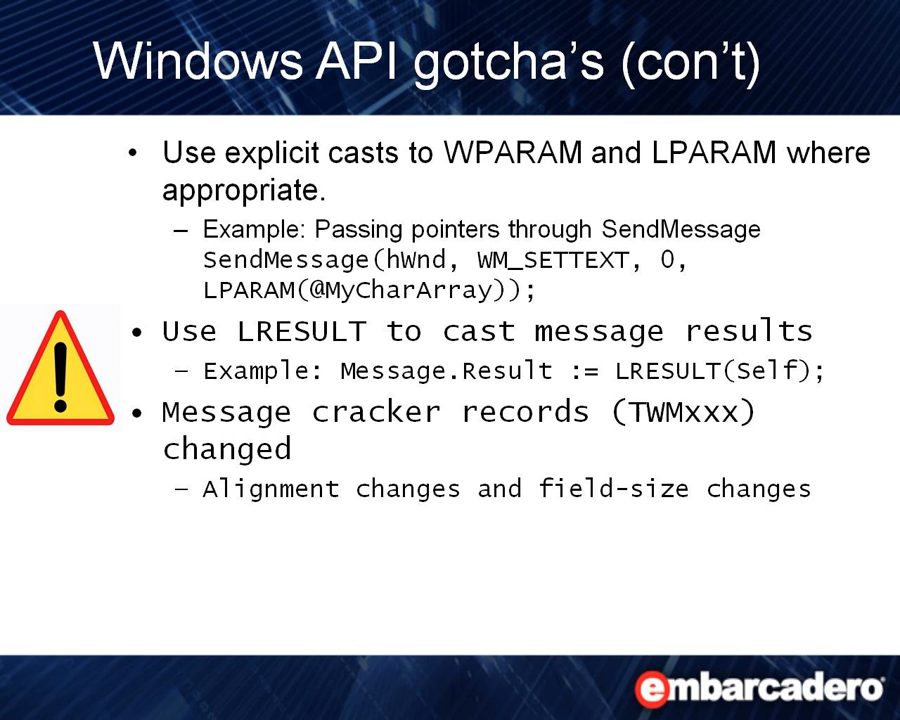 Windows API gotcha's (con't)
• Use explicit casts to WPARAM and LPARAM where
appropriate.
– Example: Passing pointers through SendMessage
SendMessage(hWnd, WM_SETTEXT, 0,
LPARAM(@MyCharArray));
• Use LRESULT to cast message results
– Example: Message.Result := LRESULT(Self);
• Message cracker records (TWMxxx)
changed
– Alignment changes and field-size changes
embarcadero®